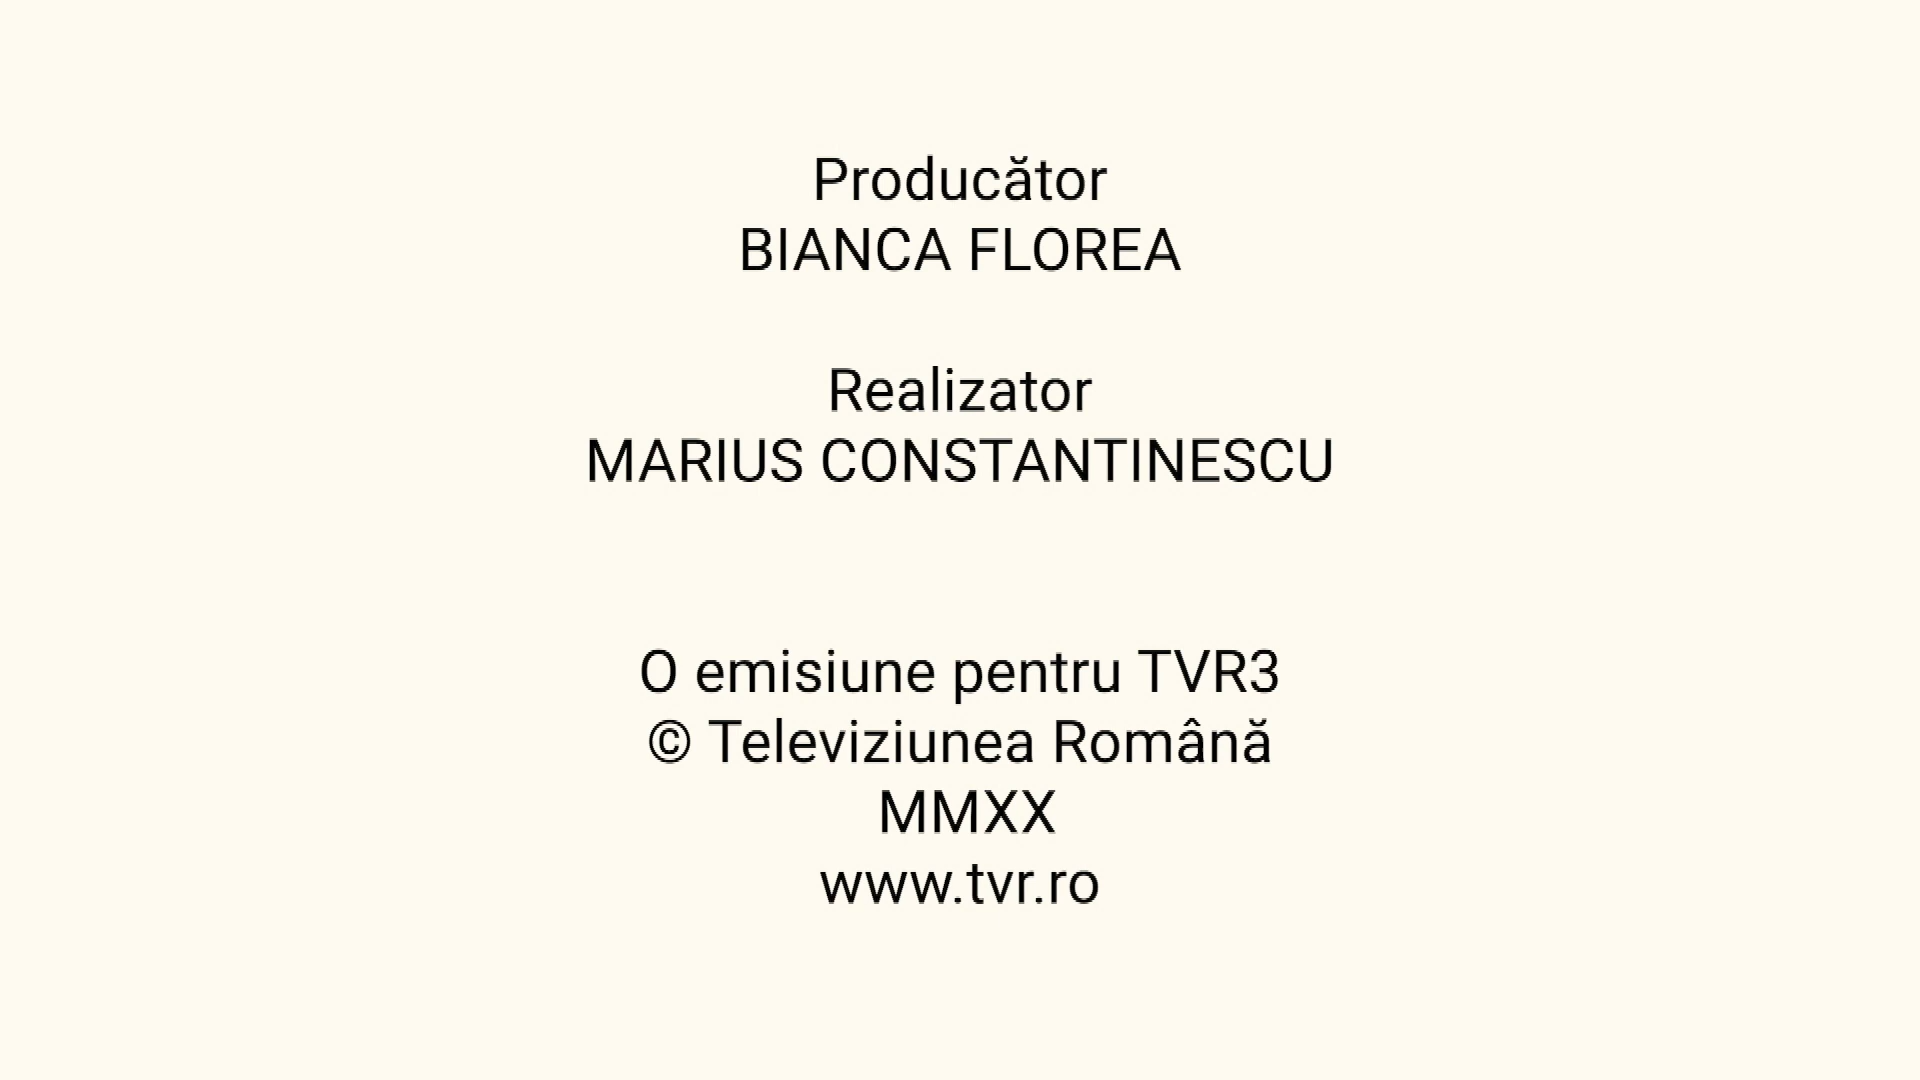 Producător
BIANCA FLOREA
Realizator
MARIUS CONSTANTINESCU
O emisiune pentru TVR3
© Televiziunea Română
MMXX
www.tvr.ro